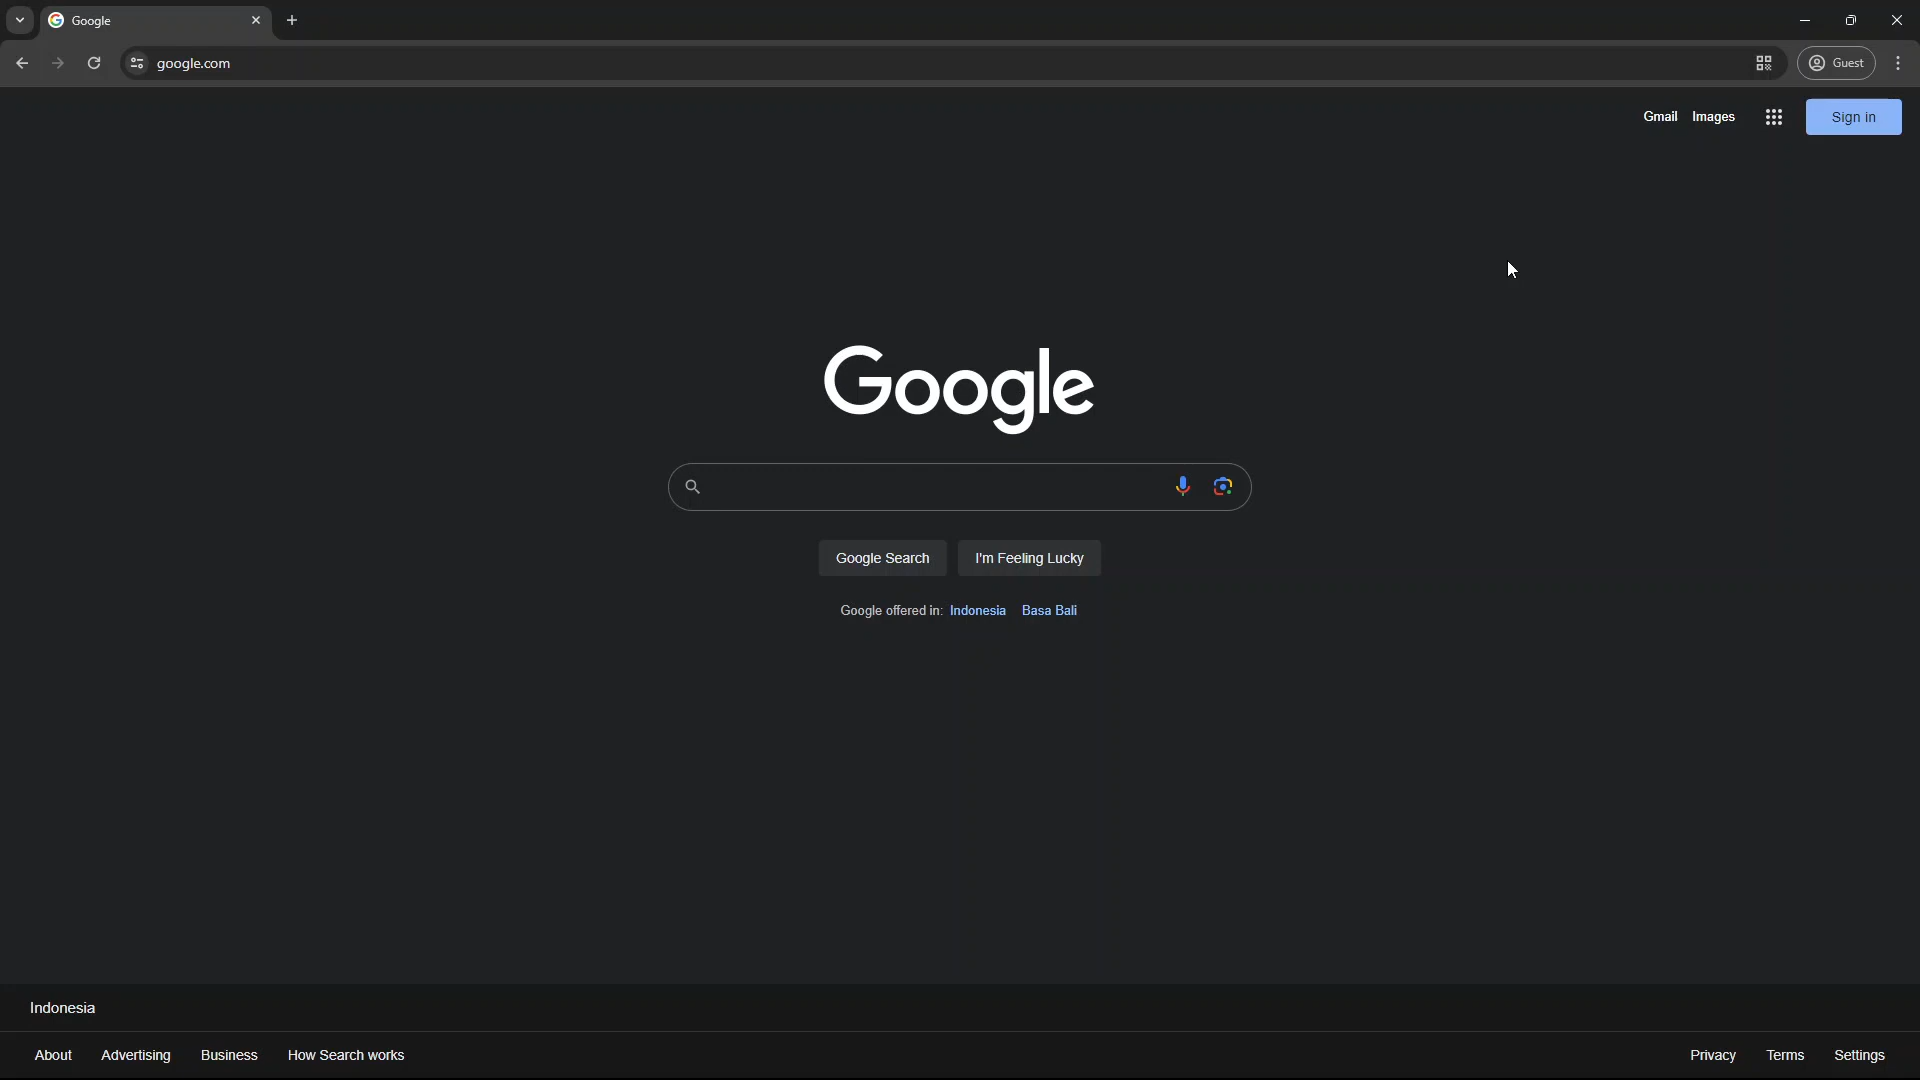 Google
google.com
Guest
Gmail Images
Sign in
Google
Google Search
I'm Feeling Lucky
Google offered in: Indonesia Basa Bali
Indonesia
About Advertising Business How Search works
Privacy Terms Settings